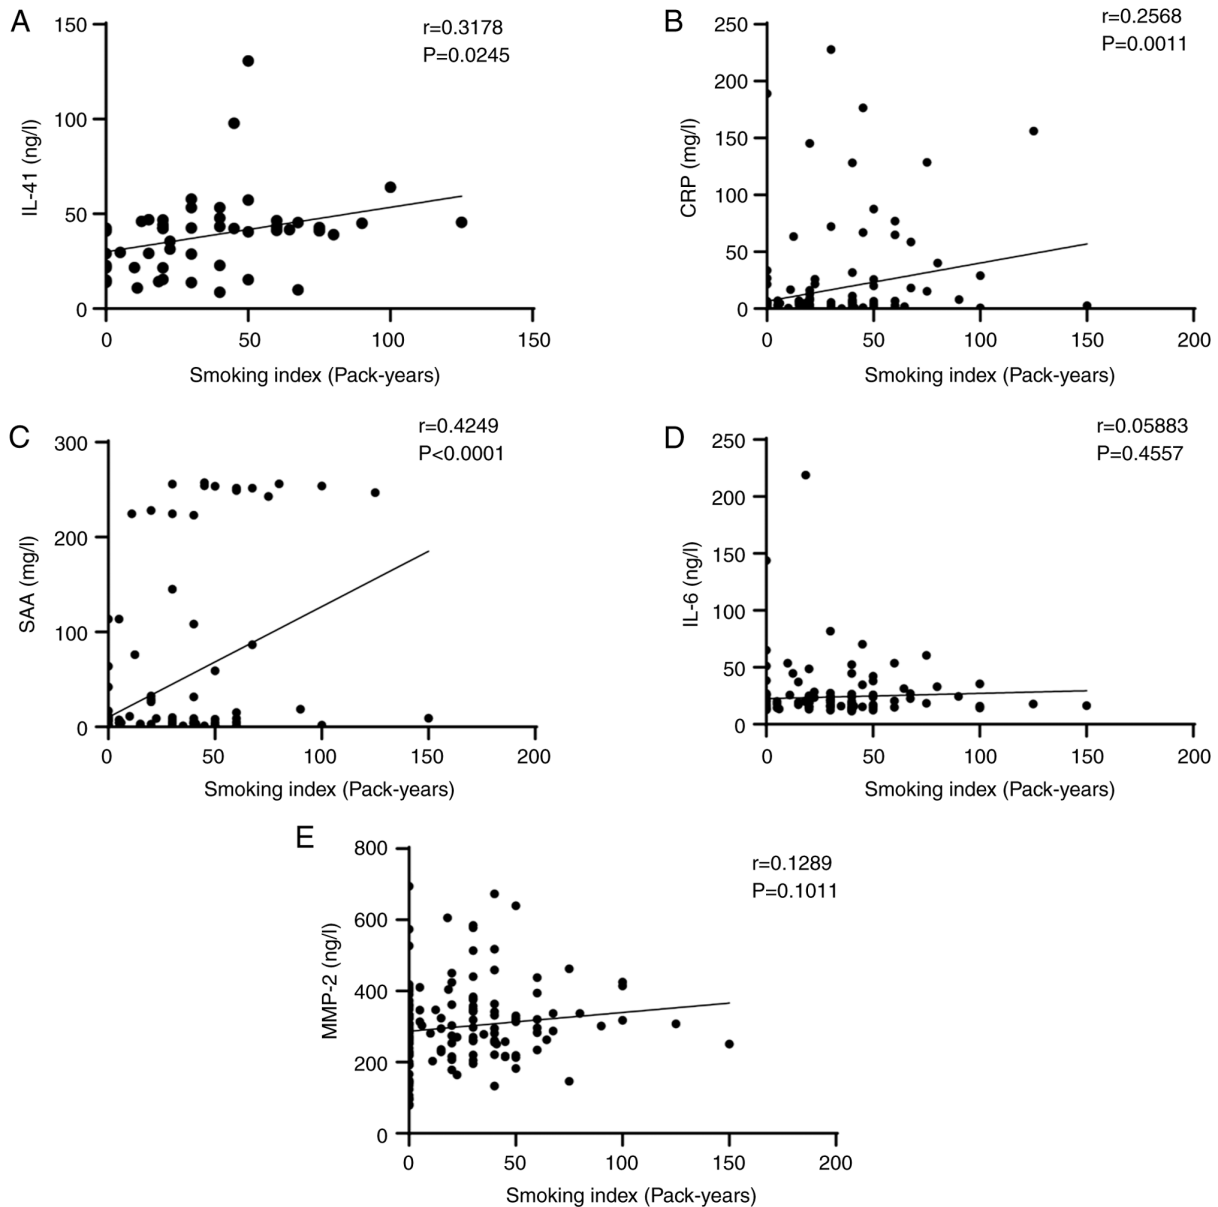 A
r=0.3178
P=0.0245
150
100
50
0
IL-41 (ng/l)
0 50 100 150
Smoking index (Pack-years)
B
r=0.2568
P=0.0011
250
200
150
100
50
0
CRP (mg/l)
0 50 100 150 200
Smoking index (Pack-years)
C
r=0.4249
P<0.0001
300
200
100
0
SAA (mg/l)
0 50 100 150 200
Smoking index (Pack-years)
D
r=0.05883
P=0.4557
250
200
150
100
50
0
IL-6 (ng/l)
0 50 100 150 200
Smoking index (Pack-years)
E
r=0.1289
P=0.1011
800
600
400
200
0
MMP-2 (ng/l)
0 50 100 150 200
Smoking index (Pack-years)